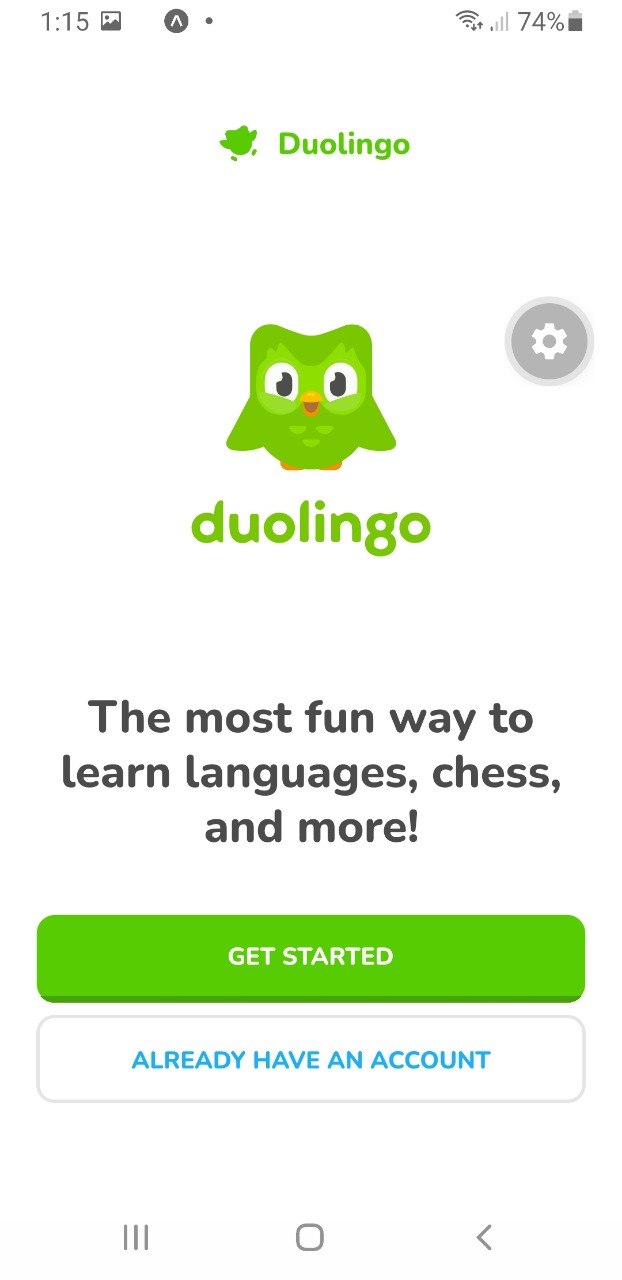 1:15
74%
Duolingo
duolingo
The most fun way to
learn languages, chess,
and more!
GET STARTED
ALREADY HAVE AN ACCOUNT